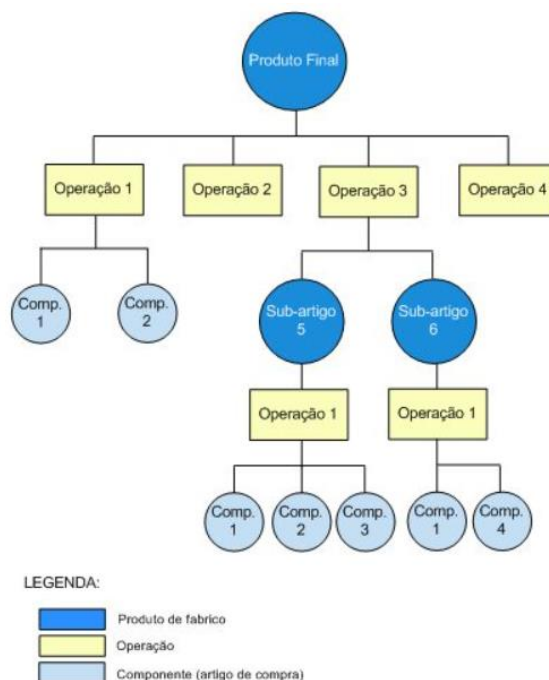 Produto Final
Operação 1
Operação 2
Operação 3
Operação 4
Comp.
1
Comp.
2
Sub-artigo
5
Sub-artigo
6
Operação 1
Operação 1
Comp.
1
Comp.
2
Comp.
3
Comp.
1
Comp.
4
LEGENDA:
Produto de fabrico
Operação
Componente (artigo de compra)